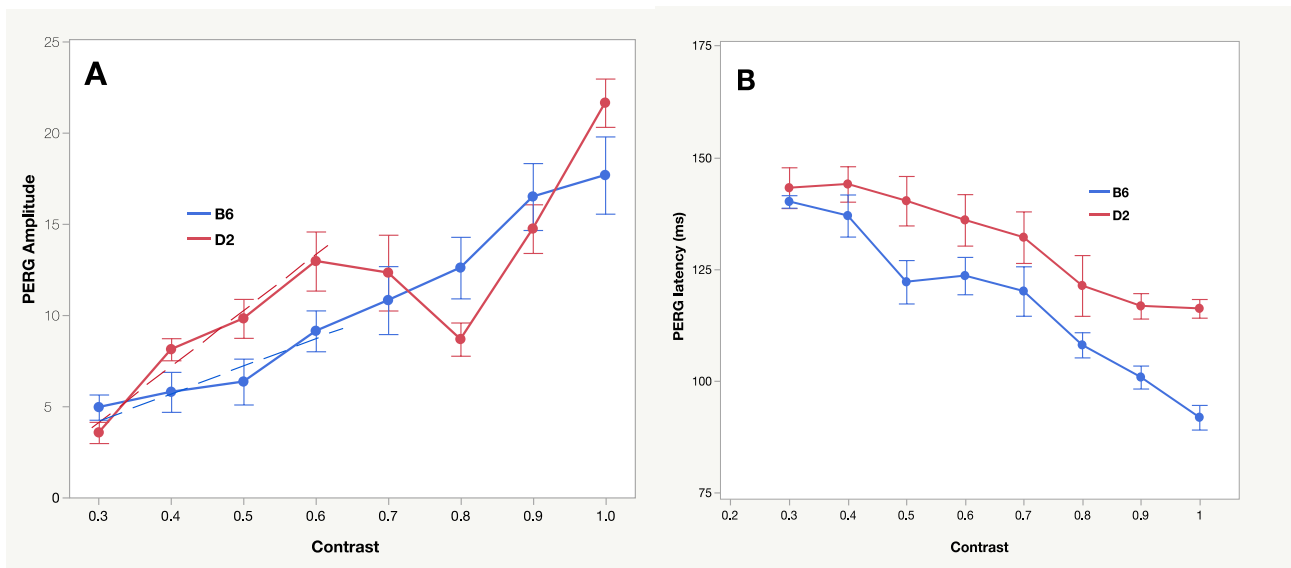 A
25
20
15
10
5
0
PERG Amplitude
B6
D2
0.3 0.4 0.5 0.6 0.7 0.8 0.9 1.0
Contrast
B
175
150
125
100
75
PERG latency (ms)
B6
D2
0.2 0.3 0.4 0.5 0.6 0.7 0.8 0.9 1
Contrast